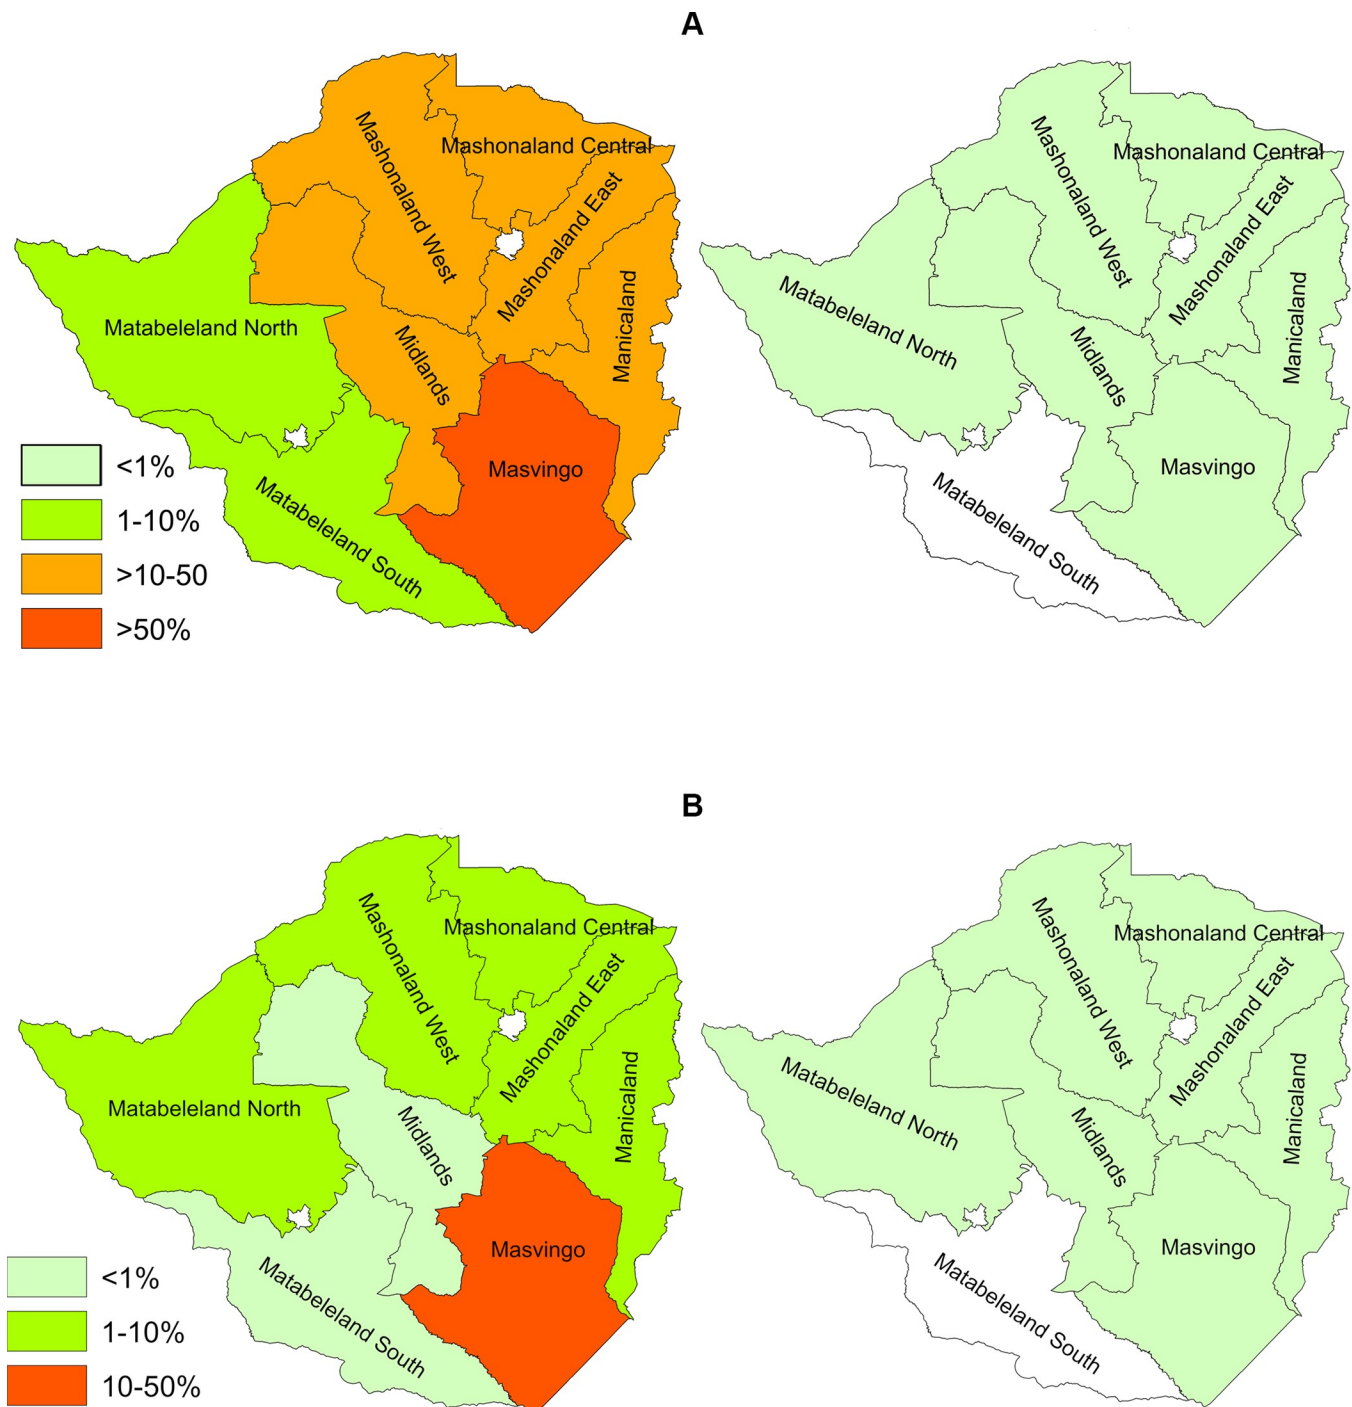 A
Mashonaland West
Mashonaland Central
Mashonaland East
Manicaland
Matabeleland North
Midlands
Masvingo
Matabeleland South
<1%
1-10%
>10-50
>50%
Mashonaland West
Mashonaland Central
Mashonaland East
Manicaland
Matabeleland North
Midlands
Masvingo
Matabeleland South
B
Mashonaland West
Mashonaland Central
Mashonaland East
Manicaland
Matabeleland North
Midlands
Masvingo
Matabeleland South
<1%
1-10%
10-50%
Mashonaland West
Mashonaland Central
Mashonaland East
Manicaland
Matabeleland North
Midlands
Masvingo
Matabeleland South